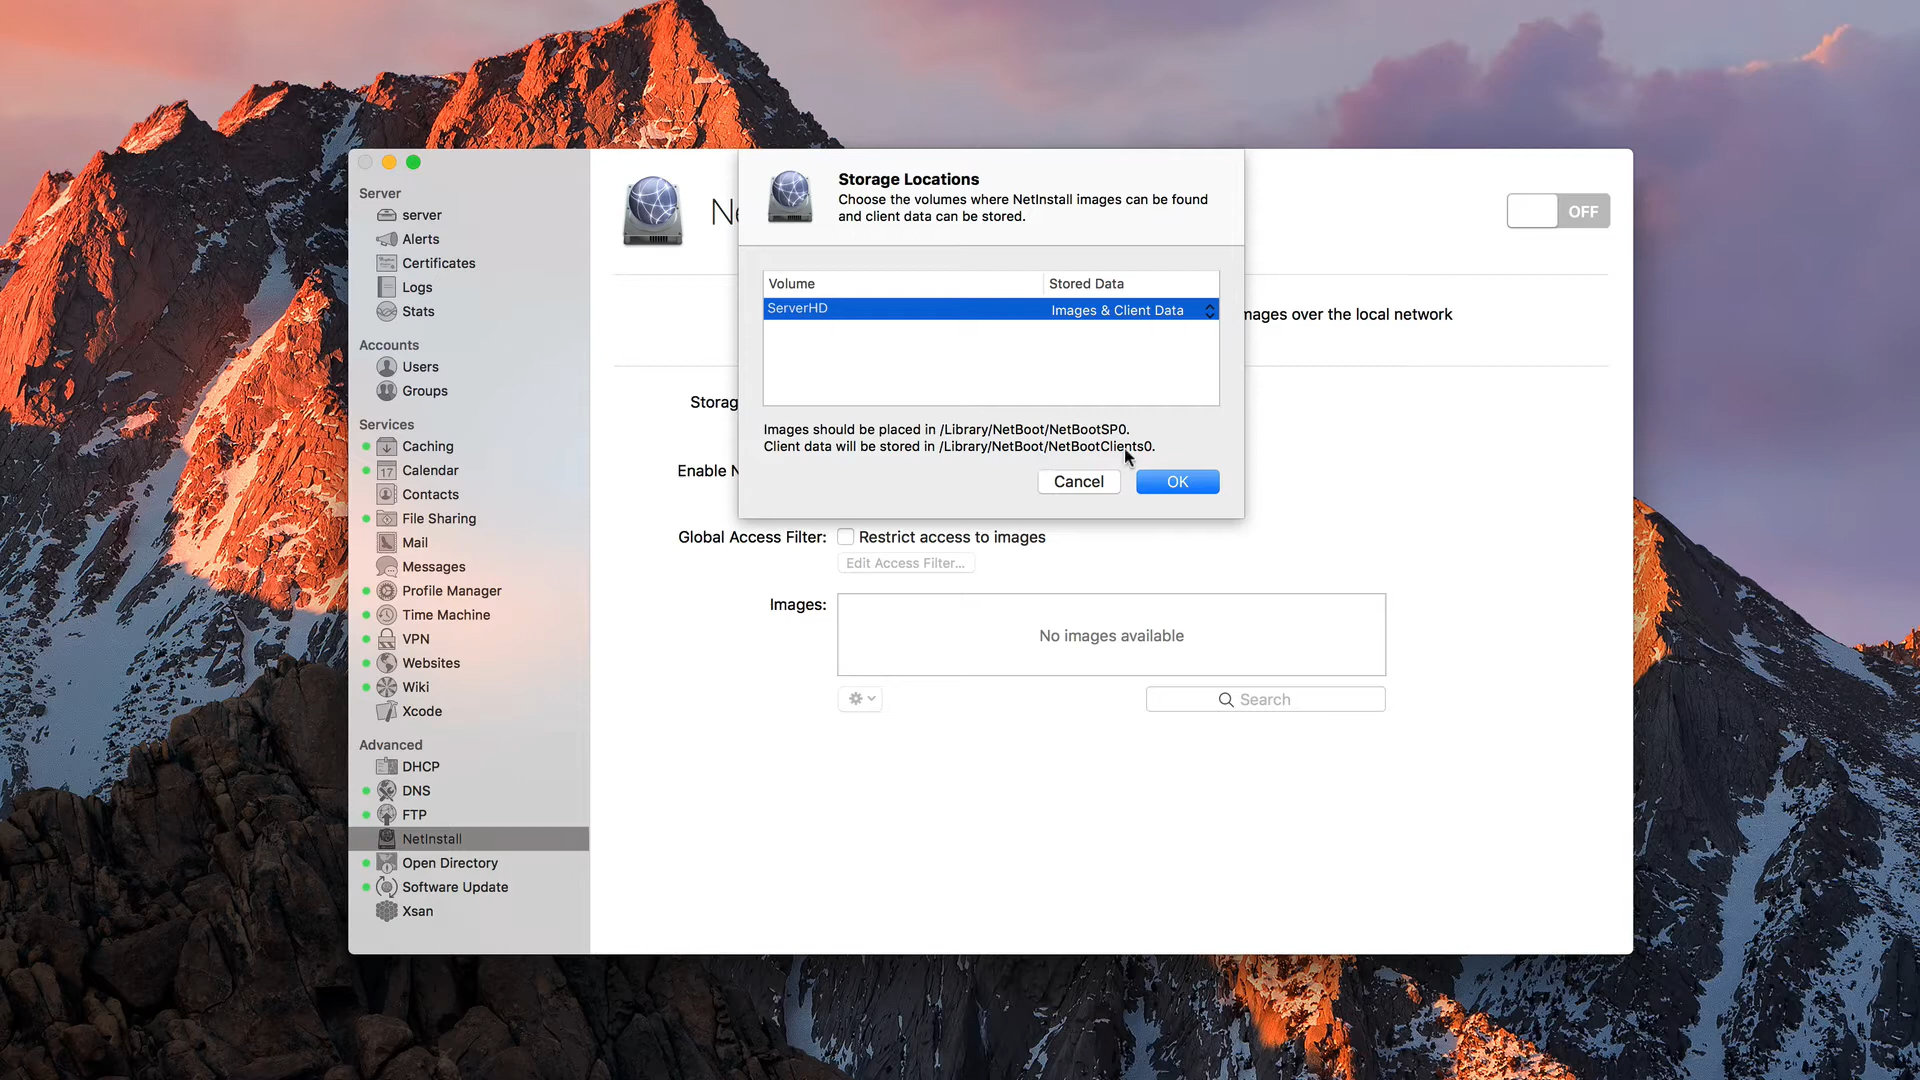 Server
server
Alerts
Certificates
Logs
Stats
Accounts
Users
Groups
Services
Caching
17 Calendar
Contacts
File Sharing
Mail
Messages
Profile Manager
Time Machine
VPN
Websites
Wiki
Xcode
Advanced
DHCP
DNS
FTP
NetInstall
Open Directory
Software Update
Xsan
Ne
OFF
Storage Locations
Choose the volumes where NetInstall images can be found
and client data can be stored.
Volume Stored Data
ServerHD Images & Client Data
Images should be placed in /Library/NetBoot/NetBootSP0.
Client data will be stored in /Library/NetBoot/NetBootClients0.
Cancel OK
mages over the local network
Storag
Enable N
Global Access Filter: Restrict access to images
Edit Access Filter...
Images:
No images available
Search